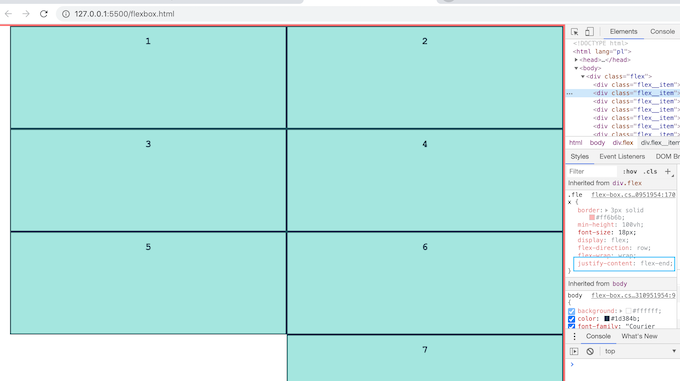 127.0.0.1:5500/flexbox.html
1
2
3
4
5
6
7
Elements Console
<!DOCTYPE html>
<html lang="pl">
<head>…</head>
<body>
<div class="flex">
<div class="flex__item"
<div class="flex__item"
<div class="flex__item"
<div class="flex__item"
<div class="flex__item"
<div class="flex__item"
<div class="flex__item"
html body div.flex div.flex__item
Styles Event Listeners DOM Br
Filter :hov .cls +
Inherited from div.flex
.fle flex-box.cs…0951954:170
x {
border: 3px solid
#ff6b6b;
min-height: 100vh;
font-size: 18px;
display: flex;
flex-direction: row;
flex-wrap: wrap;
justify-content: flex-end;
}
Inherited from body
body flex-box.cs…310951954:9
{
background: #ffffff;
color: #1d384b;
font-family: "Courier
Console What's New
top